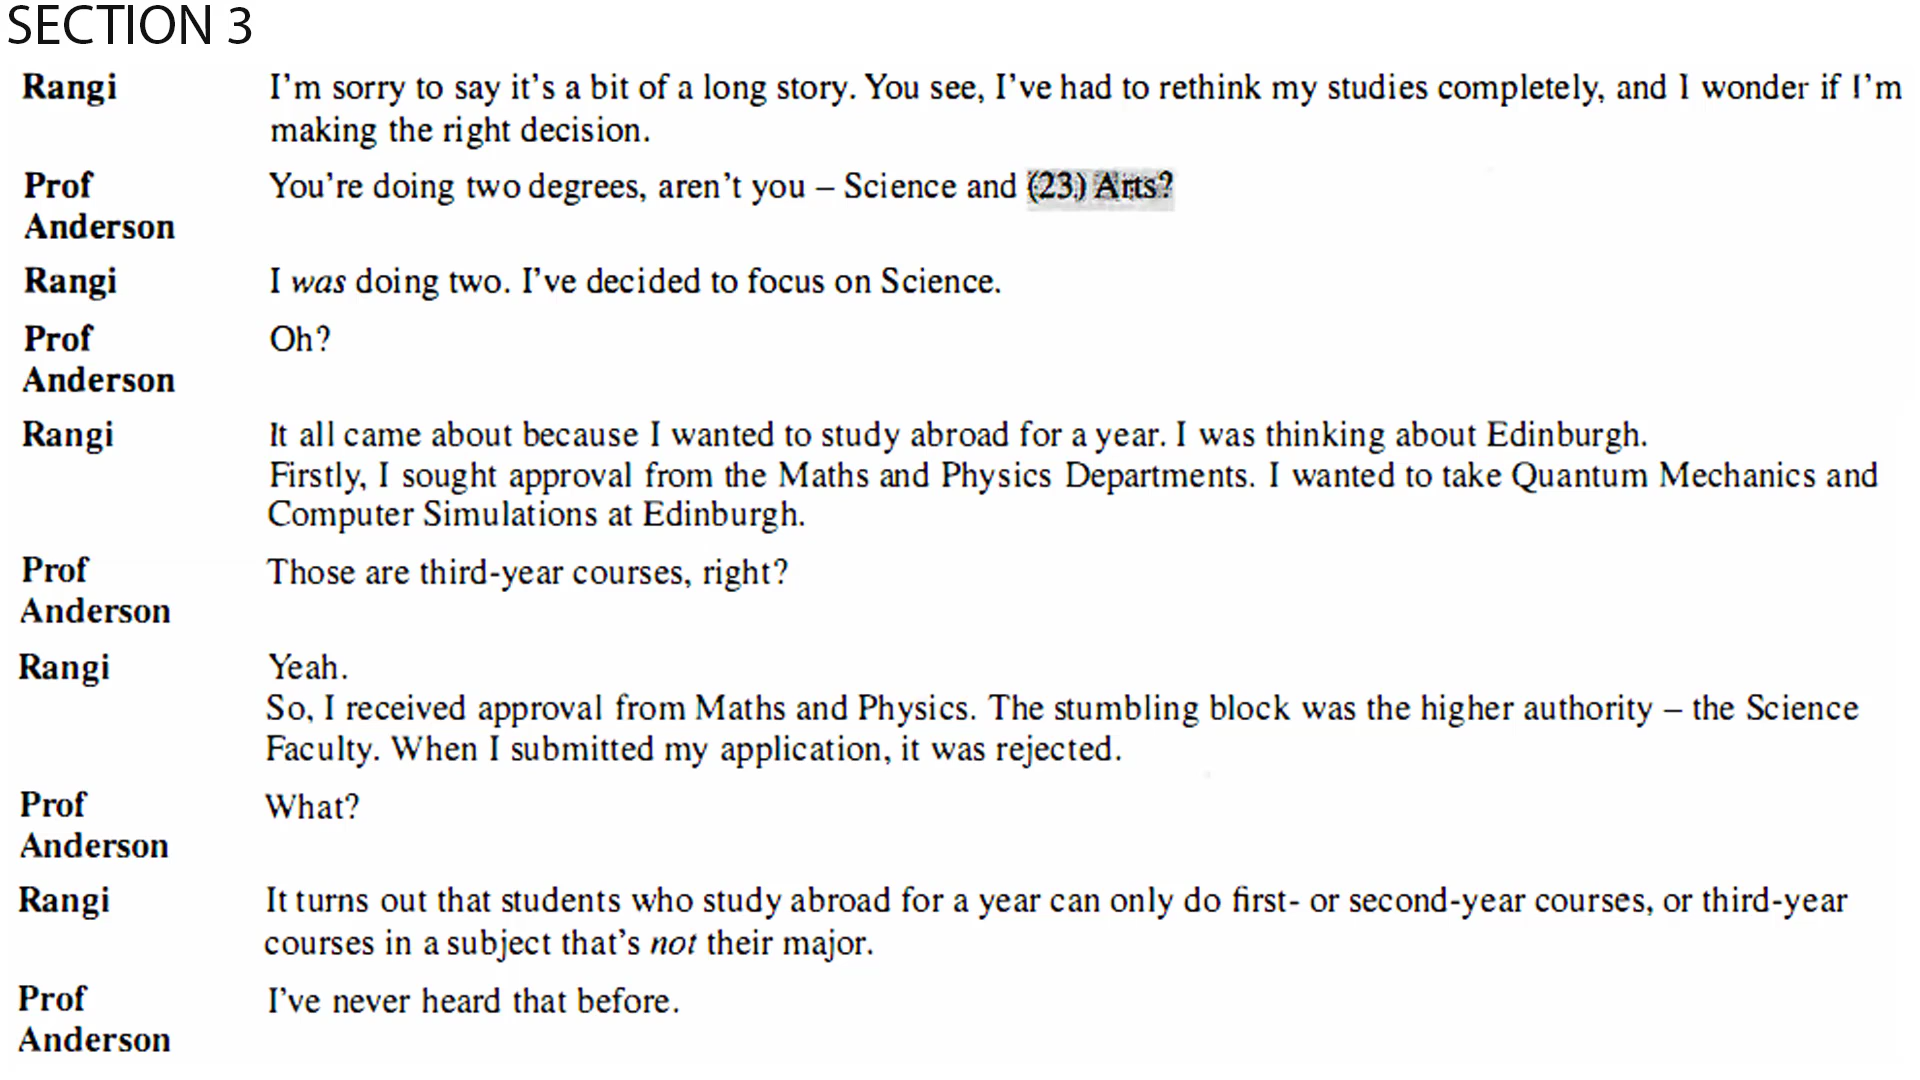 SECTION 3
Rangi I'm sorry to say it's a bit of a long story. You see, I've had to rethink my studies completely, and I wonder if I'm
making the right decision.
Prof You're doing two degrees, aren't you – Science and (23) Arts?
Anderson
Rangi I was doing two. I've decided to focus on Science.
Prof Oh?
Anderson
Rangi It all came about because I wanted to study abroad for a year. I was thinking about Edinburgh.
Firstly, I sought approval from the Maths and Physics Departments. I wanted to take Quantum Mechanics and
Computer Simulations at Edinburgh.
Prof Those are third-year courses, right?
Anderson
Rangi Yeah.
So, I received approval from Maths and Physics. The stumbling block was the higher authority – the Science
Faculty. When I submitted my application, it was rejected.
Prof What?
Anderson
Rangi It turns out that students who study abroad for a year can only do first- or second-year courses, or third-year
courses in a subject that's not their major.
Prof I've never heard that before.
Anderson